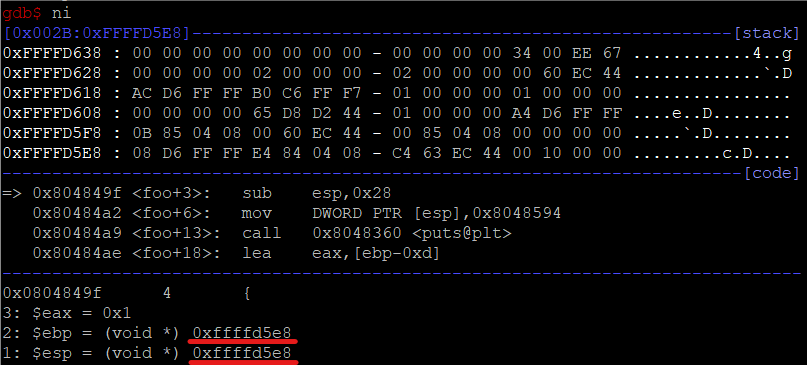 gdb$ ni
[0x002B:0xFFFFD5E8]------------------------------------------------------[stack]
0xFFFFD638 : 00 00 00 00 00 00 00 00 - 00 00 00 00 34 00 EE 67 ............4..g
0xFFFFD628 : 00 00 00 00 02 00 00 00 - 02 00 00 00 00 60 EC 44 .............`.D
0xFFFFD618 : AC D6 FF FF B0 C6 FF F7 - 01 00 00 00 01 00 00 00 ................
0xFFFFD608 : 00 00 00 00 65 D8 D2 44 - 01 00 00 00 A4 D6 FF FF ....e..D........
0xFFFFD5F8 : 0B 85 04 08 00 60 EC 44 - 00 85 04 08 00 00 00 00 .....`.D........
0xFFFFD5E8 : 08 D6 FF FF E4 84 04 08 - C4 63 EC 44 00 10 00 00 .........c.D....
--------------------------------------------------------------------------[code]
=> 0x804849f <foo+3>: sub esp,0x28
0x80484a2 <foo+6>: mov DWORD PTR [esp],0x8048594
0x80484a9 <foo+13>: call 0x8048360 <puts@plt>
0x80484ae <foo+18>: lea eax,[ebp-0xd]
--------------------------------------------------------------------------------
0x0804849f 4 {
3: $eax = 0x1
2: $ebp = (void *) 0xffffd5e8
1: $esp = (void *) 0xffffd5e8